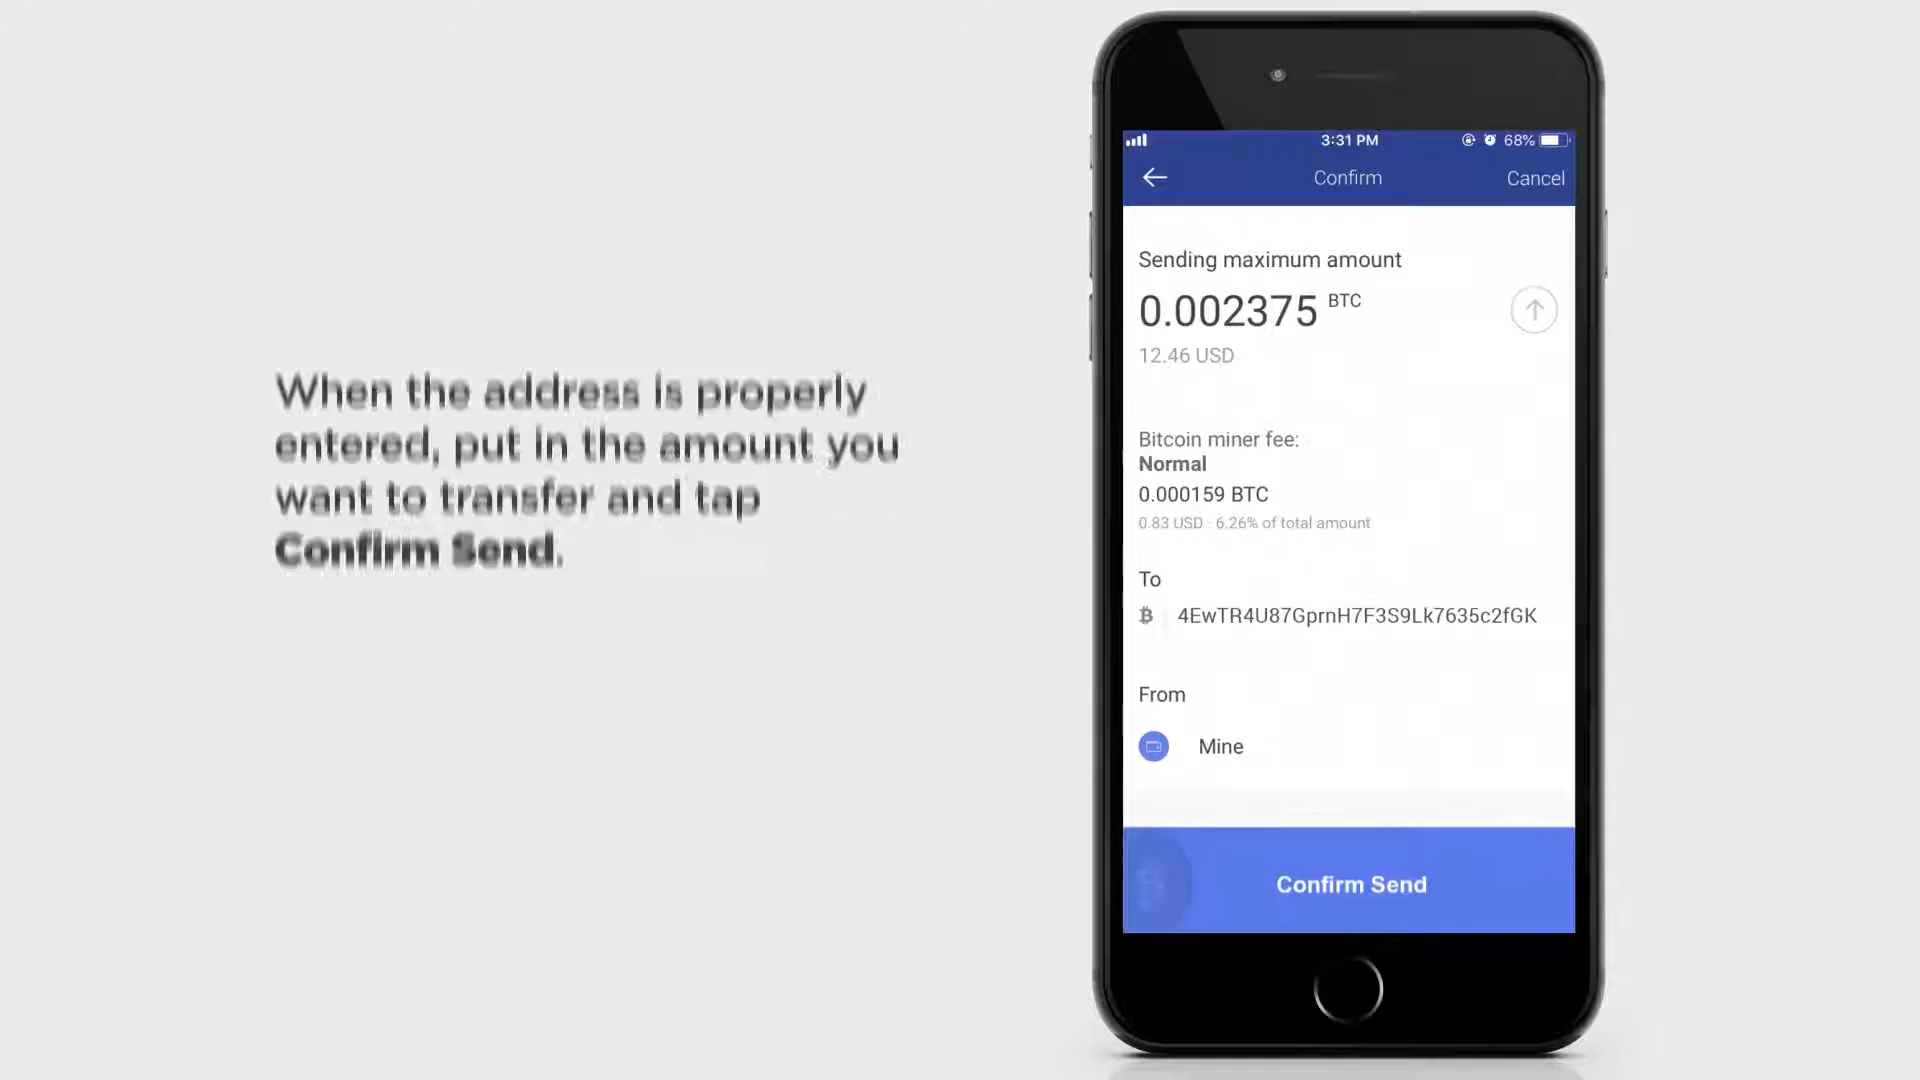 When the address is properly
entered, put in the amount you
want to transfer and tap
Confirm Send.
3:31 PM
68%
Confirm
Cancel
Sending maximum amount
0.002375 BTC
12.46 USD
Bitcoin miner fee:
Normal
0.000159 BTC
0.83 USD - 6.26% of total amount
To
4EwTR4U87GprnH7F3S9Lk7635c2fGK
From
Mine
Confirm Send